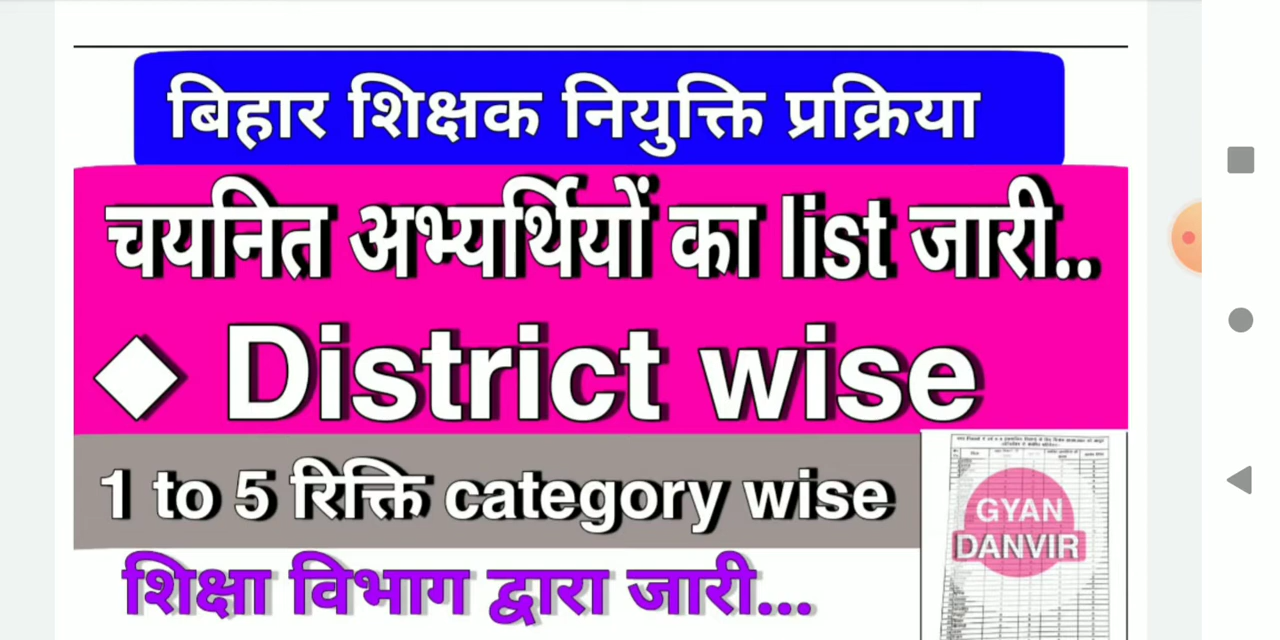 बिहार शिक्षक नियुक्ति प्रक्रिया
चयनित अभ्यर्थियों का list जारी..
◆ District wise
1 to 5 रिक्ति category wise
शिक्षा विभाग द्वारा जारी...
GYAN
DANVIR